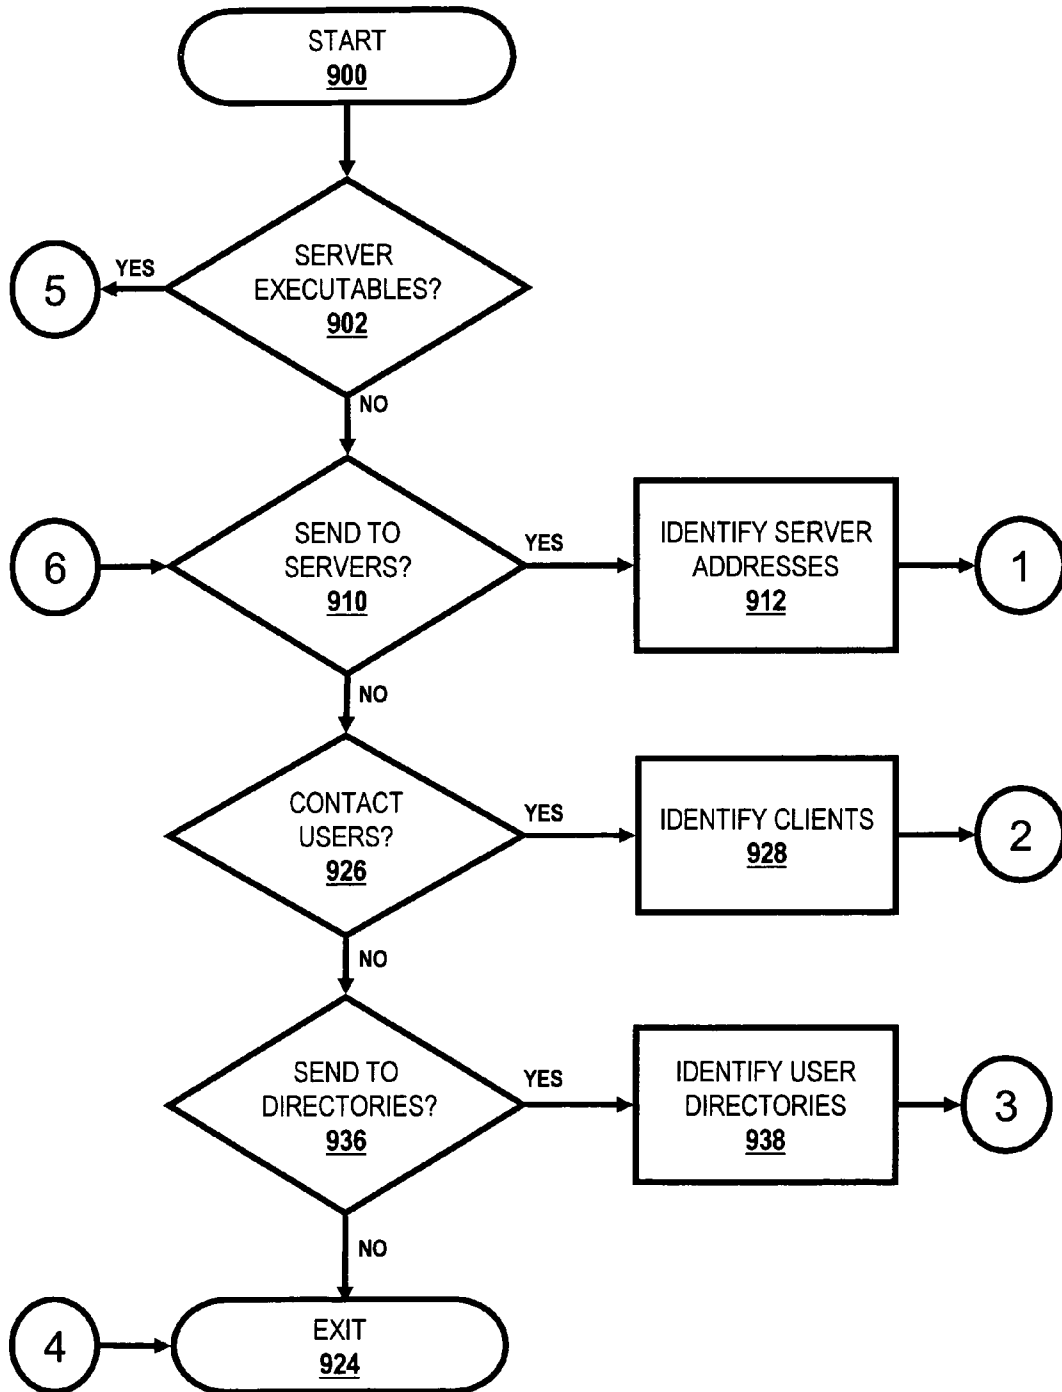 START
900
SERVER
EXECUTABLES?
902
YES
5
NO
6
SEND TO
SERVERS?
910
YES
IDENTIFY SERVER
ADDRESSES
912
1
NO
CONTACT
USERS?
926
YES
IDENTIFY CLIENTS
928
2
NO
SEND TO
DIRECTORIES?
936
YES
IDENTIFY USER
DIRECTORIES
938
3
NO
4
EXIT
924